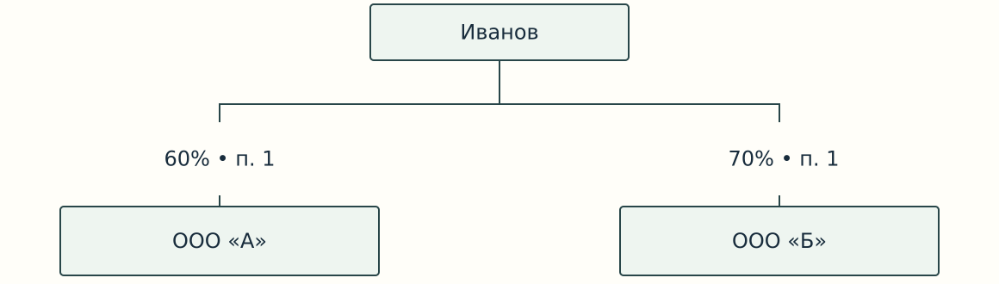 Иванов
60% • п. 1
70% • п. 1
ООО «А»
ООО «Б»